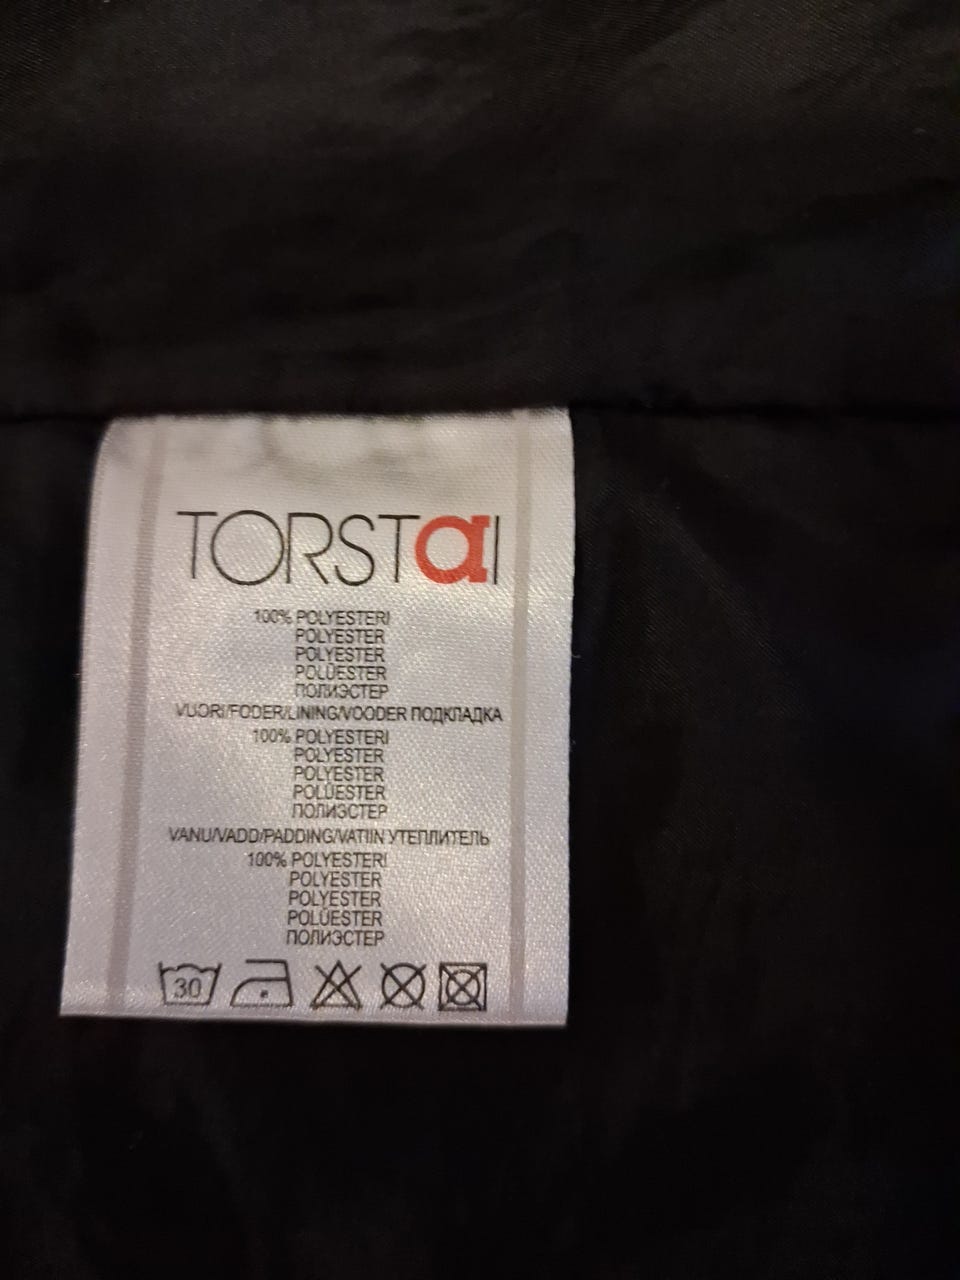 TORSTAI
100% POLYESTERI
POLYESTER
POLYESTER
POLÜESTER
ПОЛИЭСТЕР
VUORI/FODER/LINING/VOODER ПОДКЛАДКА
100% POLYESTERI
POLYESTER
POLYESTER
POLÜESTER
ПОЛИЭСТЕР
VANU/VADD/PADDING/VATIIN УТЕПЛИТЕЛЬ
100% POLYESTERI
POLYESTER
POLYESTER
POLÜESTER
ПОЛИЭСТЕР
30